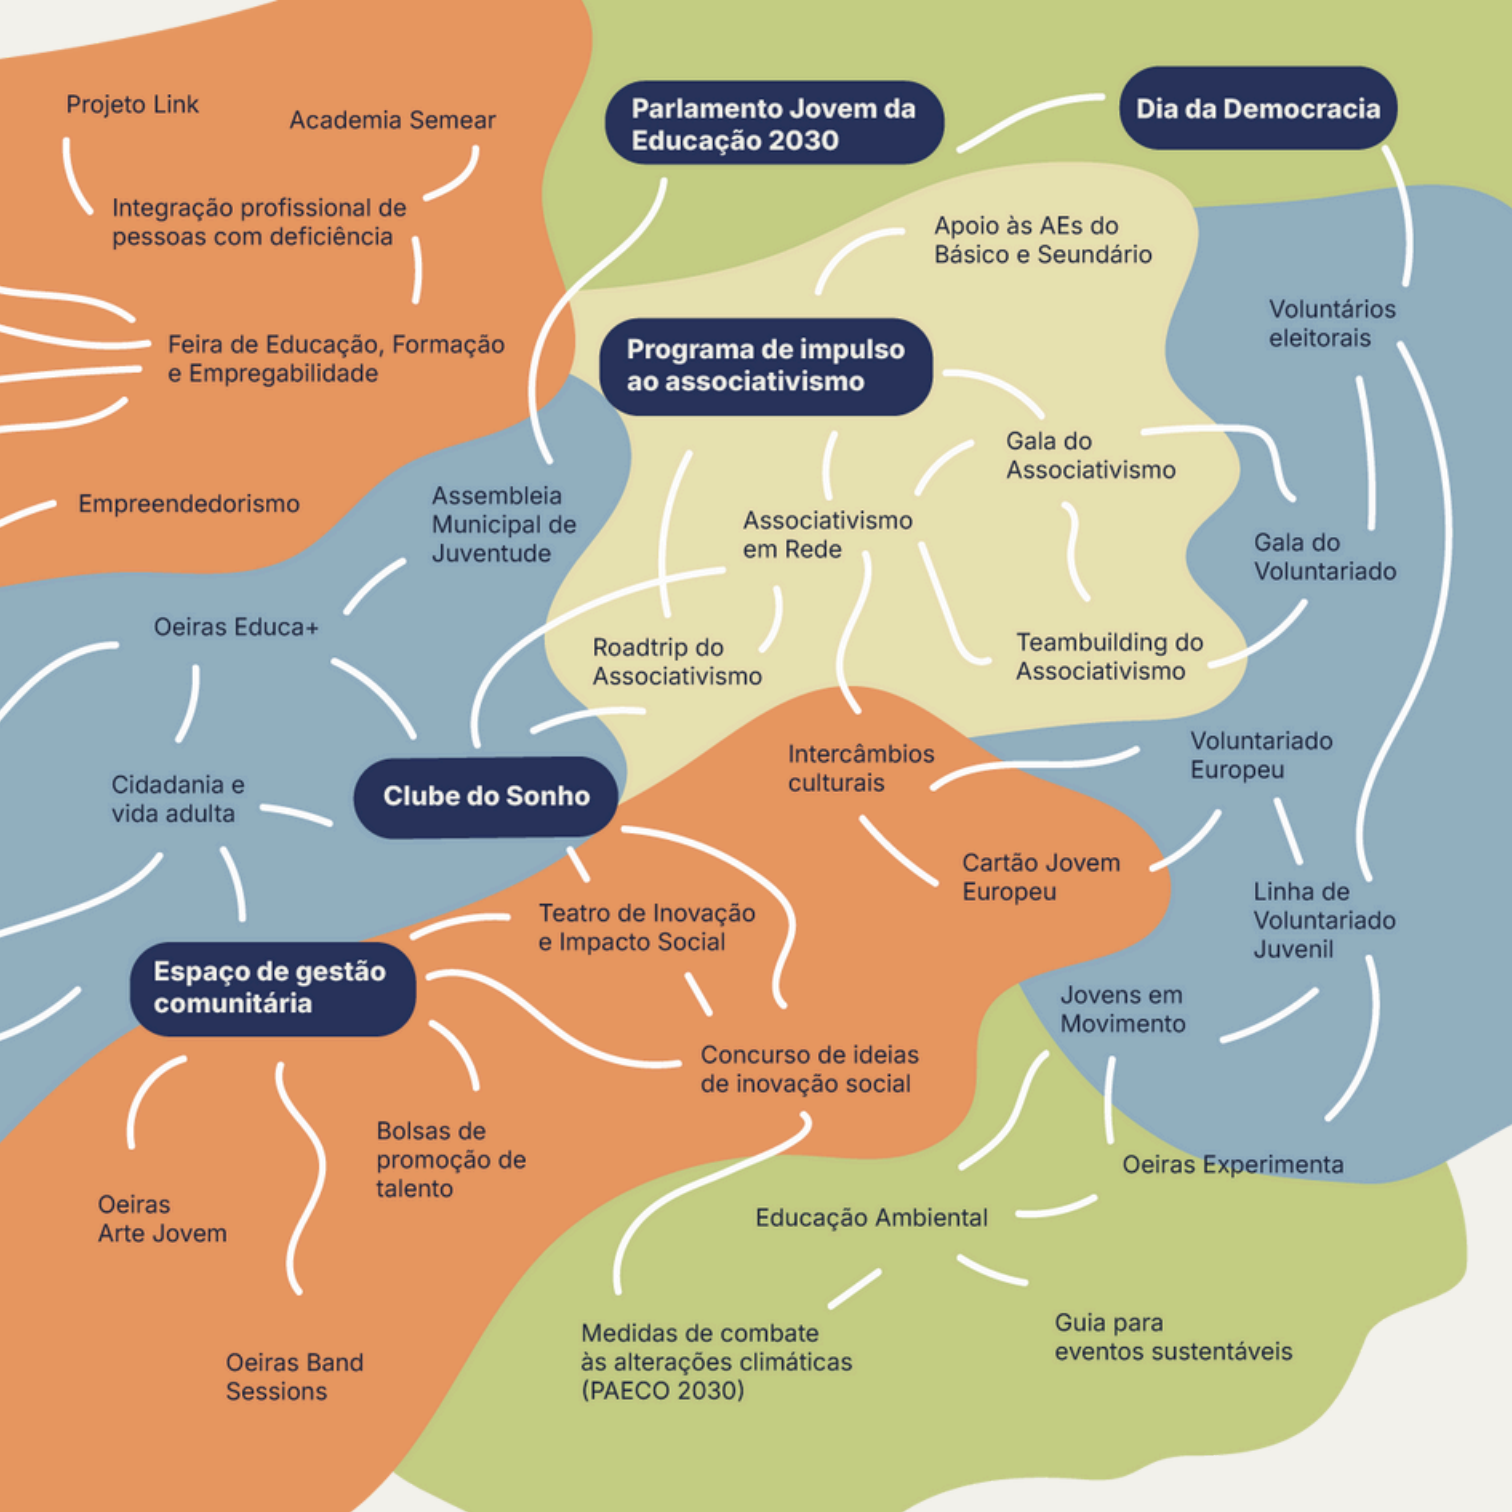 Projeto Link
Academia Semear
Integração profissional de
pessoas com deficiência
Feira de Educação, Formação
e Empregabilidade
Empreendedorismo
Parlamento Jovem da
Educação 2030
Dia da Democracia
Apoio às AEs do
Básico e Seundário
Programa de impulso
ao associativismo
Voluntários
eleitorais
Gala do
Associativismo
Assembleia
Municipal de
Juventude
Associativismo
em Rede
Gala do
Voluntariado
Oeiras Educa+
Roadtrip do
Associativismo
Teambuilding do
Associativismo
Cidadania e
vida adulta
Clube do Sonho
Intercâmbios
culturais
Voluntariado
Europeu
Cartão Jovem
Europeu
Linha de
Voluntariado
Juvenil
Teatro de Inovação
e Impacto Social
Espaço de gestão
comunitária
Jovens em
Movimento
Concurso de ideias
de inovação social
Bolsas de
promoção de
talento
Oeiras
Arte Jovem
Oeiras Experimenta
Educação Ambiental
Oeiras Band
Sessions
Medidas de combate
às alterações climáticas
(PAECO 2030)
Guia para
eventos sustentáveis